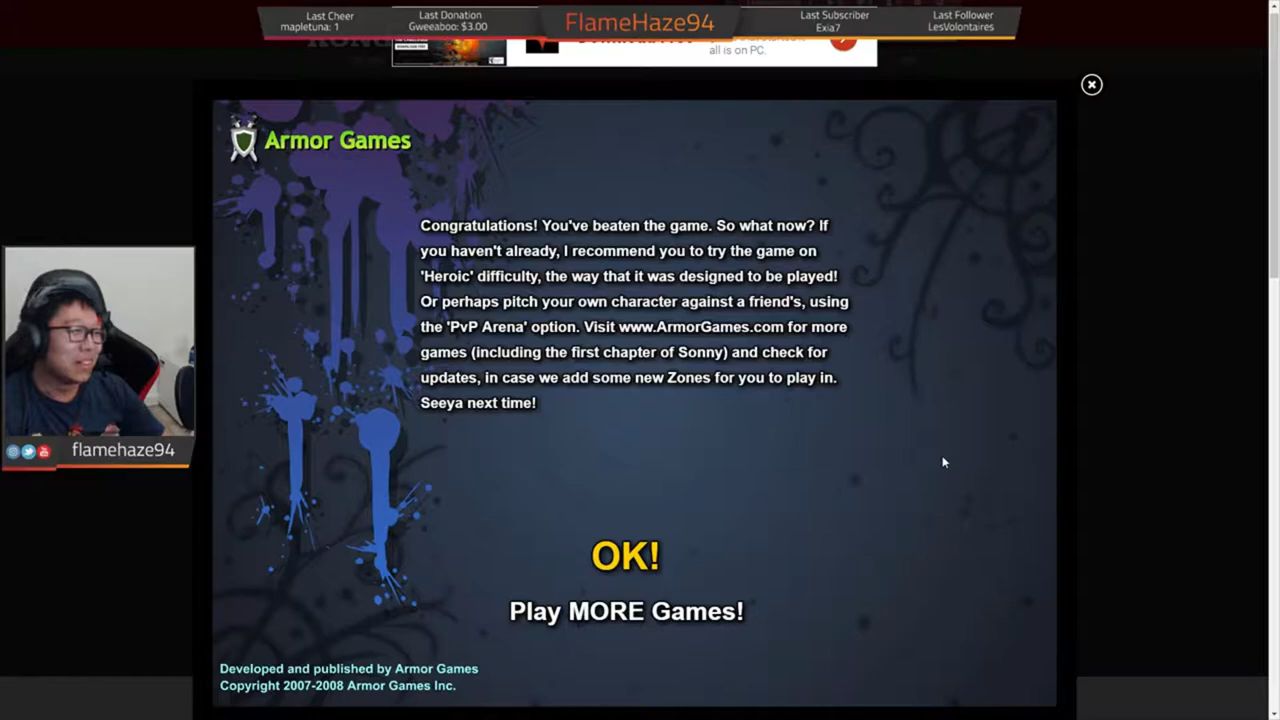 Last Cheer
mapletuna: 1
Last Donation
Gweeaboo: $3.00
FlameHaze94
Last Subscriber
Exia7
Last Follower
LesVolontaires
all is on PC.
Armor Games
Congratulations! You've beaten the game. So what now? If
you haven't already, I recommend you to try the game on
'Heroic' difficulty, the way that it was designed to be played!
Or perhaps pitch your own character against a friend's, using
the 'PvP Arena' option. Visit www.ArmorGames.com for more
games (including the first chapter of Sonny) and check for
updates, in case we add some new Zones for you to play in.
Seeya next time!
flamehaze94
OK!
Play MORE Games!
Developed and published by Armor Games
Copyright 2007-2008 Armor Games Inc.